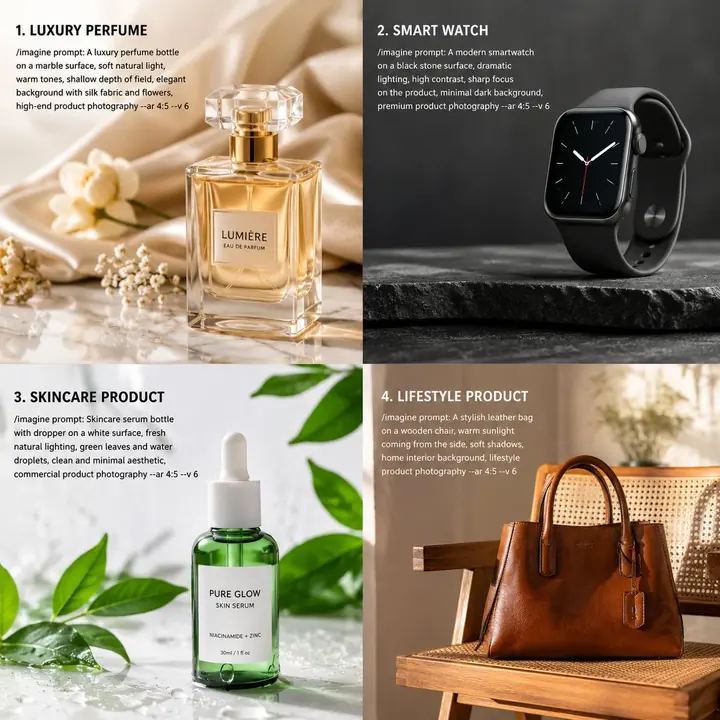 1. LUXURY PERFUME
/imagine prompt: A luxury perfume bottle
on a marble surface, soft natural light,
warm tones, shallow depth of field, elegant
background with silk fabric and flowers,
high-end product photography --ar 4:5 --v 6
LUMIÈRE
EAU DE PARFUM
2. SMART WATCH
/imagine prompt: A modern smartwatch
on a black stone surface, dramatic
lighting, high contrast, sharp focus
on the product, minimal dark background,
premium product photography --ar 4:5 --v 6
3. SKINCARE PRODUCT
/imagine prompt: Skincare serum bottle
with dropper on a white surface, fresh
natural lighting, green leaves and water
droplets, clean and minimal aesthetic,
commercial product photography --ar 4:5 --v 6
PURE GLOW
SKIN SERUM
NIACINAMIDE + ZINC
30ml / 1 fl oz
4. LIFESTYLE PRODUCT
/imagine prompt: A stylish leather bag
on a wooden chair, warm sunlight
coming from the side, soft shadows,
home interior background, lifestyle
product photography --ar 4:5 --v 6